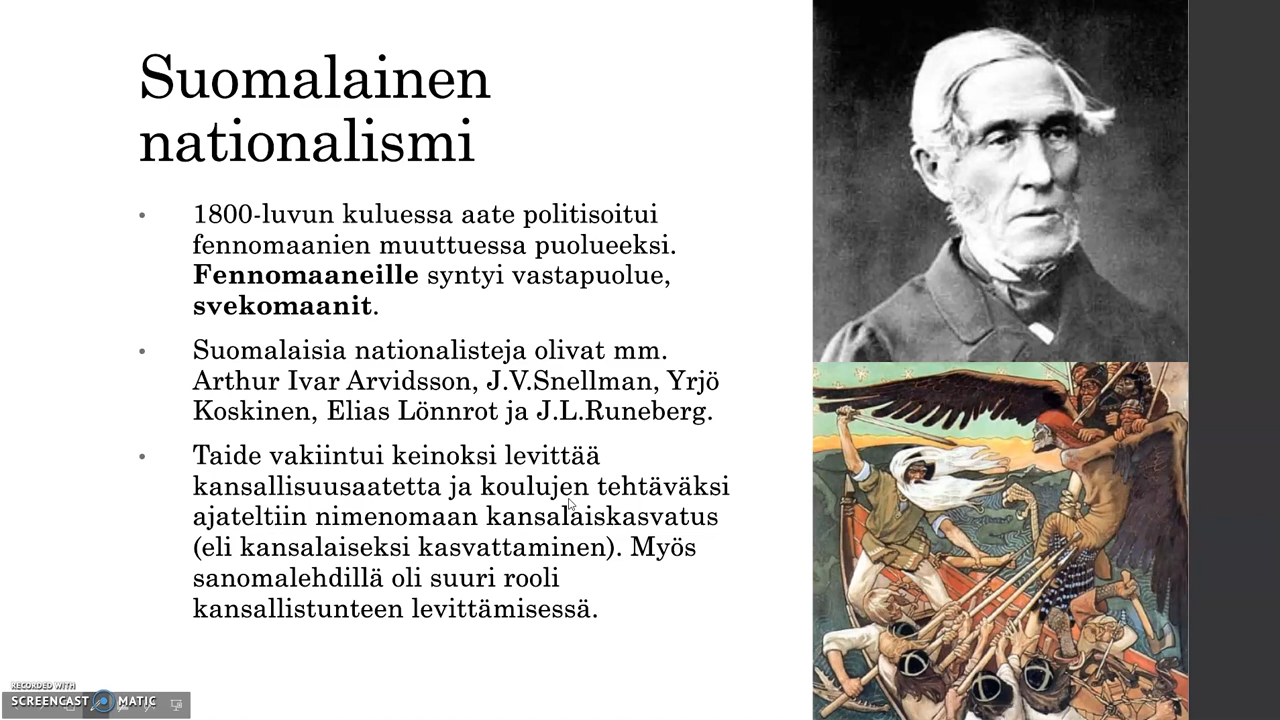 Suomalainen
nationalismi
• 1800-luvun kuluessa aate politisoitui
fennomaanien muuttuessa puolueeksi.
Fennomaaneille syntyi vastapuolue,
svekomaanit.
• Suomalaisia nationalisteja olivat mm.
Arthur Ivar Arvidsson, J.V.Snellman, Yrjö
Koskinen, Elias Lönnrot ja J.L.Runeberg.
• Taide vakiintui keinoksi levittää
kansallisuusaatetta ja koulujen tehtäväksi
ajateltiin nimenomaan kansalaiskasvatus
(eli kansalaiseksi kasvattaminen). Myös
sanomalehdillä oli suuri rooli
kansallistunteen levittämisessä.
RECORDED WITH
SCREENCAST MATIC